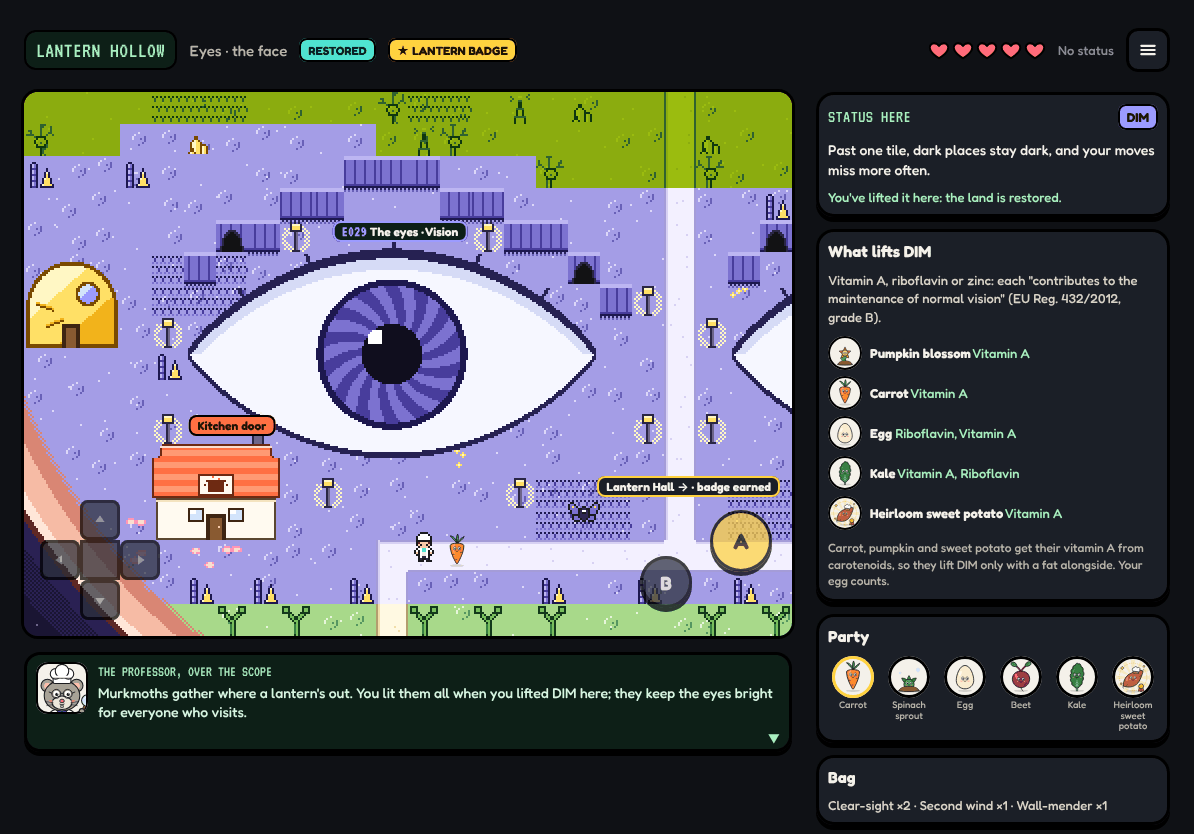 LANTERN HOLLOW
Eyes · the face
RESTORED
★ LANTERN BADGE
No status
E029 The eyes · Vision
Kitchen door
Lantern Hall → · badge earned
A
B
THE PROFESSOR, OVER THE SCOPE
Murkmoths gather where a lantern's out. You lit them all when you lifted DIM here; they keep the eyes bright
for everyone who visits.
STATUS HERE
DIM
Past one tile, dark places stay dark, and your moves
miss more often.
You've lifted it here: the land is restored.
What lifts DIM
Vitamin A, riboflavin or zinc: each "contributes to the
maintenance of normal vision" (EU Reg. 432/2012,
grade B).
Pumpkin blossom Vitamin A
Carrot Vitamin A
Egg Riboflavin, Vitamin A
Kale Vitamin A, Riboflavin
Heirloom sweet potato Vitamin A
Carrot, pumpkin and sweet potato get their vitamin A from
carotenoids, so they lift DIM only with a fat alongside. Your
egg counts.
Party
Carrot
Spinach
sprout
Egg
Beet
Kale
Heirloom
sweet
potato
Bag
Clear-sight ×2 · Second wind ×1 · Wall-mender ×1